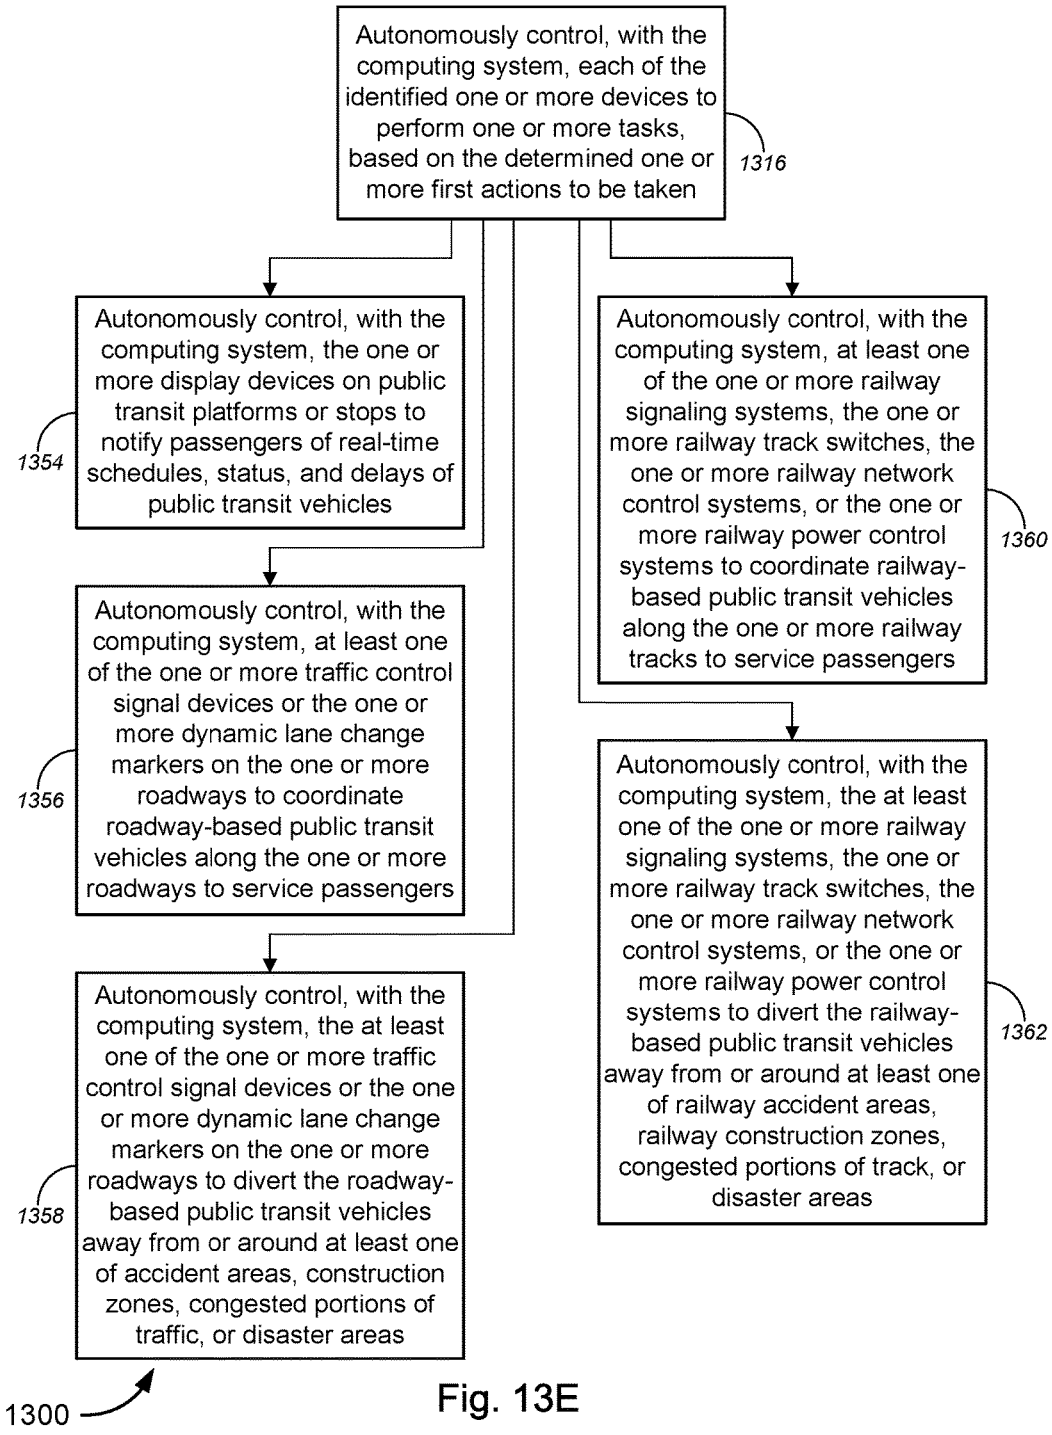 Autonomously control, with the
computing system, each of the
identified one or more devices to
perform one or more tasks,
based on the determined one or
more first actions to be taken
1316
Autonomously control, with the
computing system, the one or
more display devices on public
transit platforms or stops to
notify passengers of real-time
schedules, status, and delays of
public transit vehicles
1354
Autonomously control, with the
computing system, at least one
of the one or more traffic control
signal devices or the one or
more dynamic lane change
markers on the one or more
roadways to coordinate
roadway-based public transit
vehicles along the one or more
roadways to service passengers
1356
Autonomously control, with the
computing system, the at least
one of the one or more traffic
control signal devices or the one
or more dynamic lane change
markers on the one or more
roadways to divert the roadway-
based public transit vehicles
away from or around at least one
of accident areas, construction
zones, congested portions of
traffic, or disaster areas
1358
Autonomously control, with the
computing system, at least one
of the one or more railway
signaling systems, the one or
more railway track switches, the
one or more railway network
control systems, or the one or
more railway power control
systems to coordinate railway-
based public transit vehicles
along the one or more railway
tracks to service passengers
1360
Autonomously control, with the
computing system, the at least
one of the one or more railway
signaling systems, the one or
more railway track switches, the
one or more railway network
control systems, or the one or
more railway power control
systems to divert the railway-
based public transit vehicles
away from or around at least one
of railway accident areas,
railway construction zones,
congested portions of track, or
disaster areas
1362
1300
Fig. 13E